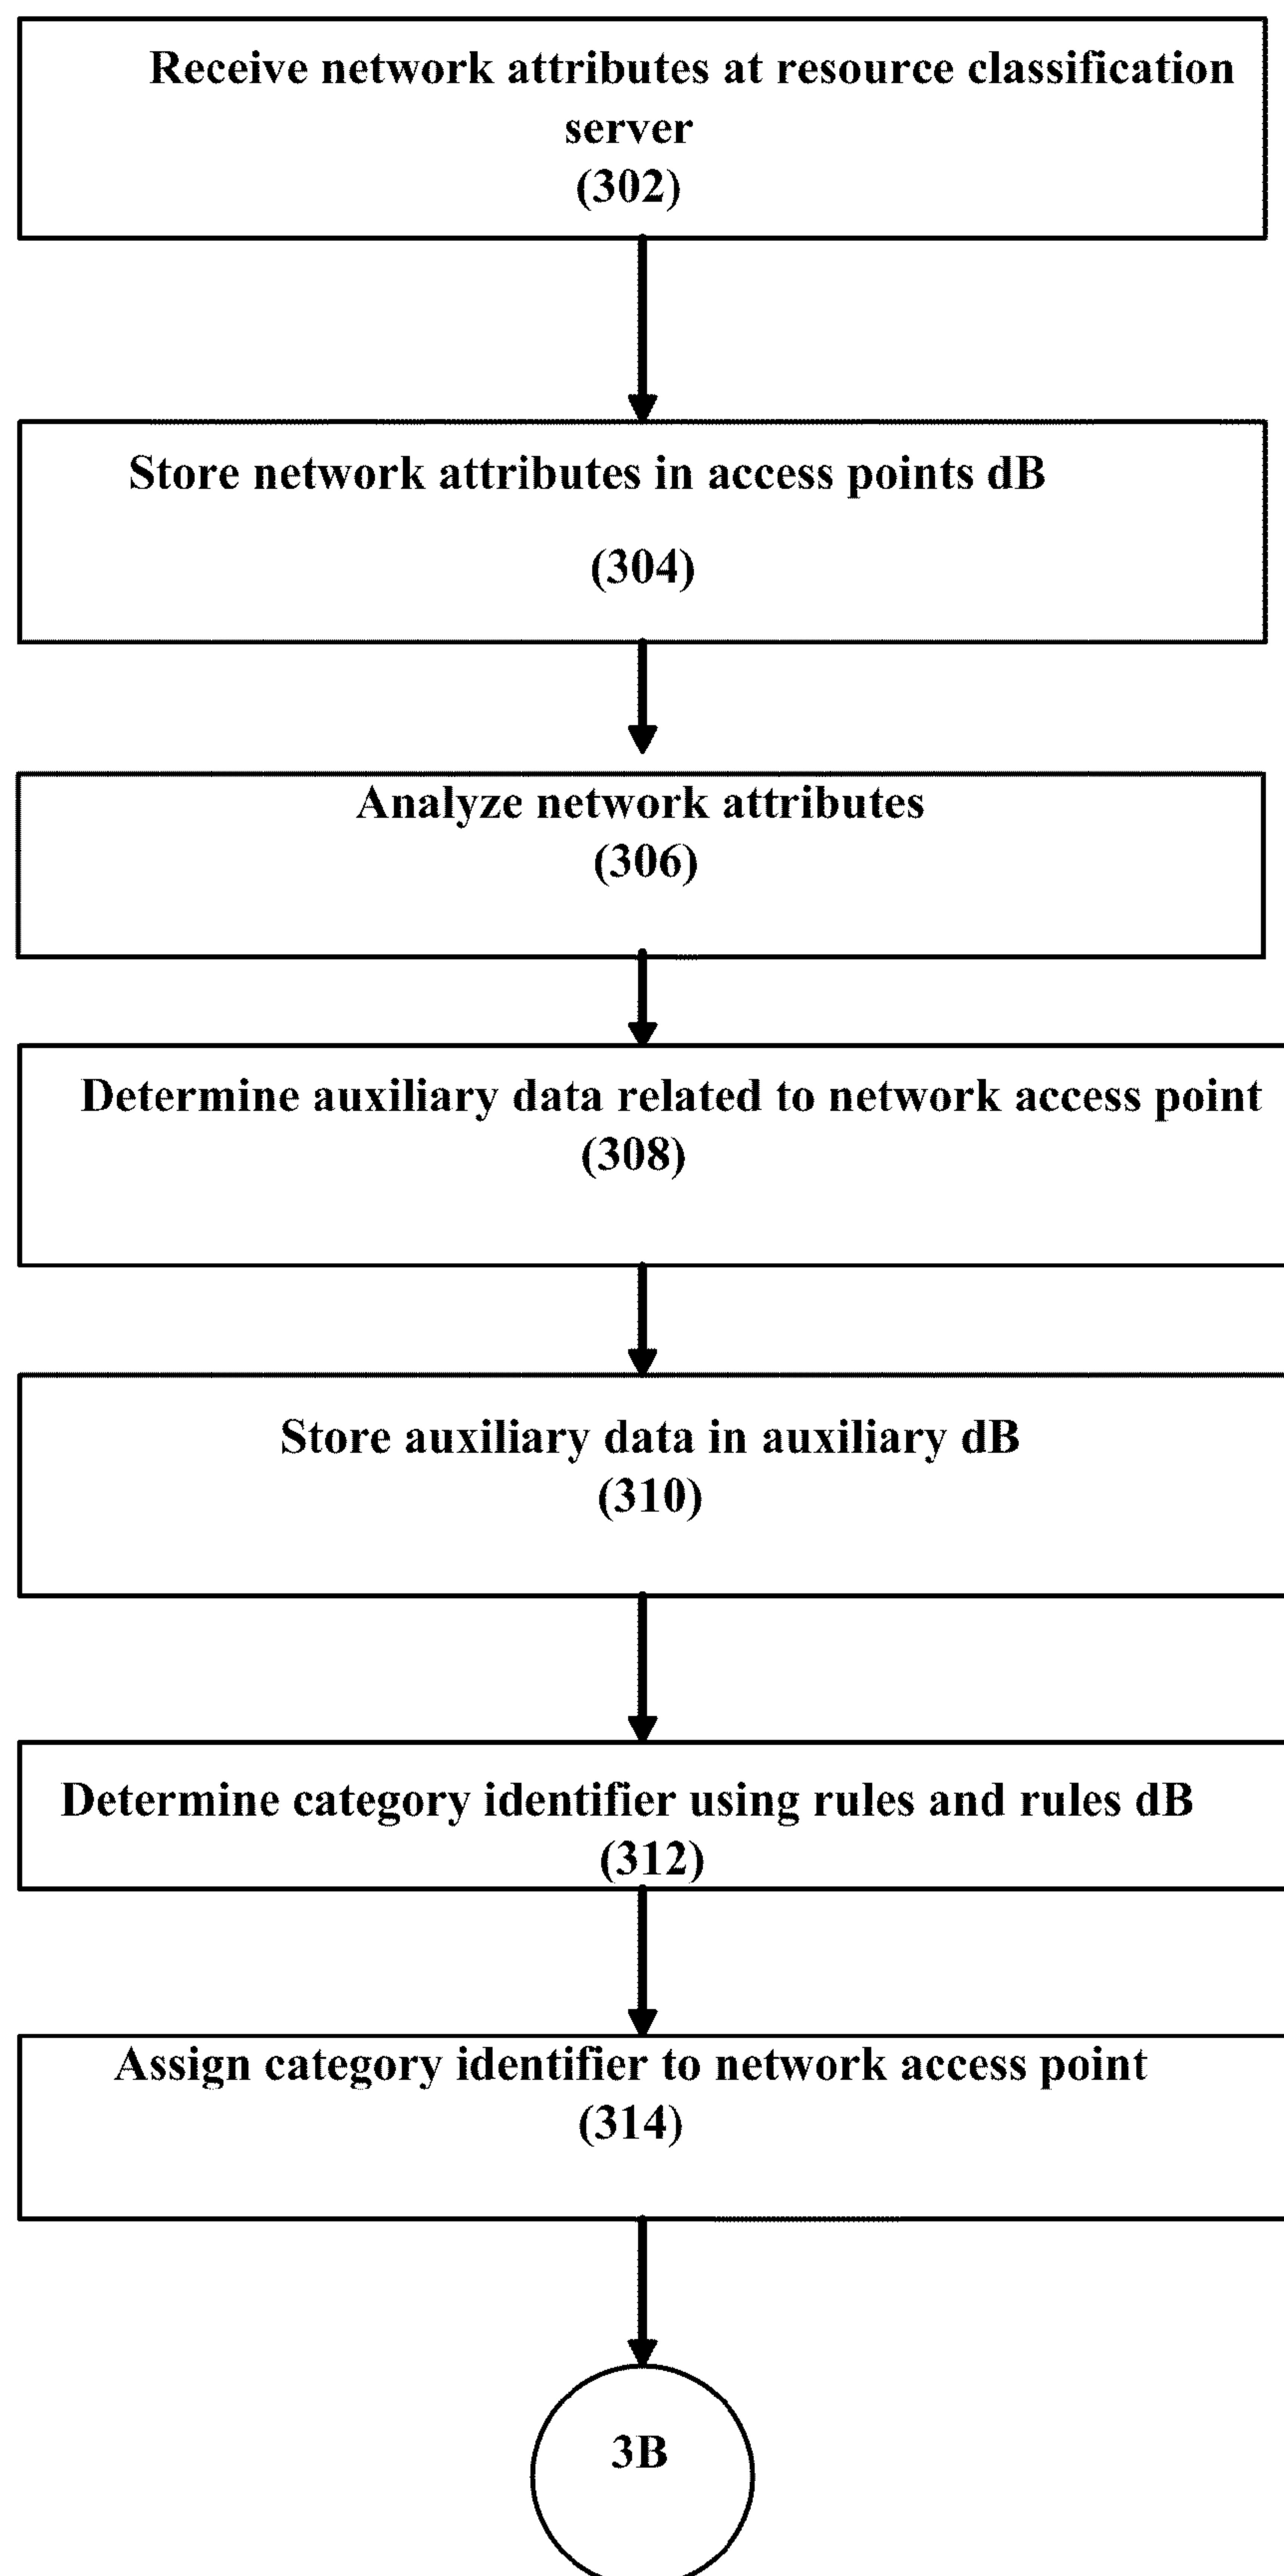 Receive network attributes at resource classification
server
(302)
Store network attributes in access points dB
(304)
Analyze network attributes
(306)
Determine auxiliary data related to network access point
(308)
Store auxiliary data in auxiliary dB
(310)
Determine category identifier using rules and rules dB
(312)
Assign category identifier to network access point
(314)
3B